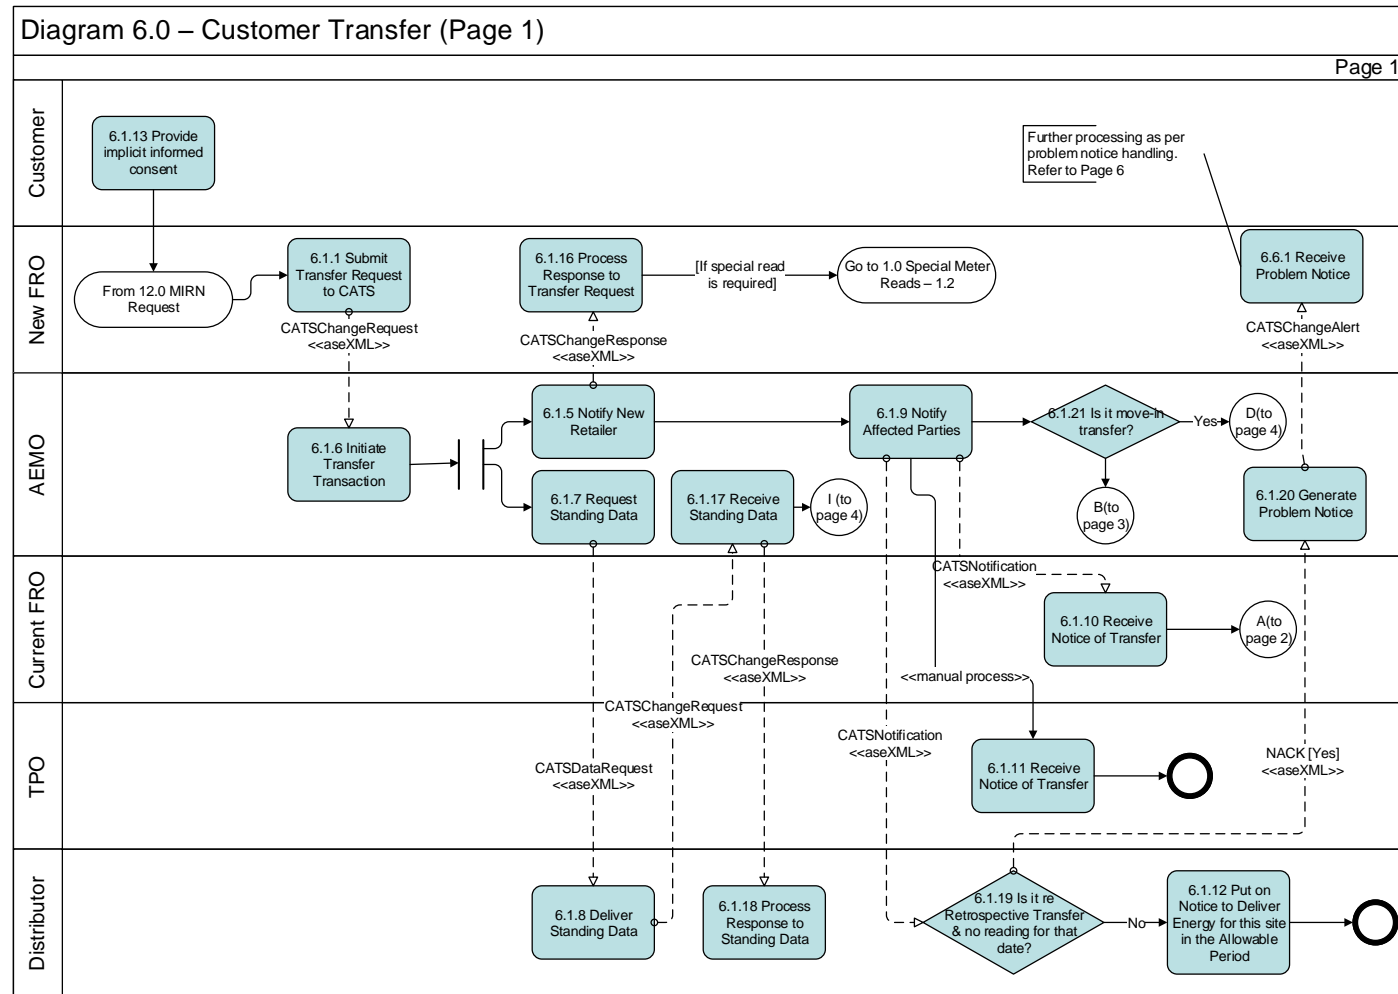 Diagram 6.0 – Customer Transfer (Page 1)
Page 1
Customer
6.1.13 Provide
implicit informed
consent
Further processing as per
problem notice handling.
Refer to Page 6
New FRO
From 12.0 MIRN
Request
6.1.1 Submit
Transfer Request
to CATS
CATSChangeRequest
<<aseXML>>
6.1.16 Process
Response to
Transfer Request
CATSChangeResponse
<<aseXML>>
[If special read
is required]
Go to 1.0 Special Meter
Reads – 1.2
6.6.1 Receive
Problem Notice
CATSChangeAlert
<<aseXML>>
AEMO
6.1.6 Initiate
Transfer
Transaction
6.1.5 Notify New
Retailer
6.1.7 Request
Standing Data
6.1.17 Receive
Standing Data
I (to
page 4)
6.1.9 Notify
Affected Parties
6.1.21 Is it move-in
transfer?
Yes
D(to
page 4)
B(to
page 3)
6.1.20 Generate
Problem Notice
Current FRO
CATSNotification
<<aseXML>>
6.1.10 Receive
Notice of Transfer
A(to
page 2)
CATSChangeResponse
<<aseXML>>
<<manual process>>
CATSChangeRequest
<<aseXML>>
TPO
CATSDataRequest
<<aseXML>>
CATSNotification
<<aseXML>>
6.1.11 Receive
Notice of Transfer
NACK [Yes]
<<aseXML>>
Distributor
6.1.8 Deliver
Standing Data
6.1.18 Process
Response to
Standing Data
6.1.19 Is it re
Retrospective Transfer
& no reading for that
date?
No
6.1.12 Put on
Notice to Deliver
Energy for this site
in the Allowable
Period